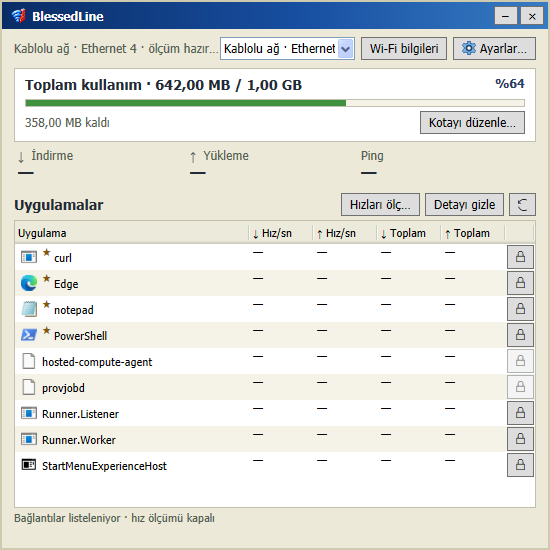 BlessedLine
Kablolu ağ · Ethernet 4 · ölçüm hazır... Kablolu ağ · Ethernet Wi-Fi bilgileri Ayarlar...
Toplam kullanım · 642,00 MB / 1,00 GB %64
358,00 MB kaldı Kotayı düzenle...
↓ İndirme ↑ Yükleme Ping
— — —
Uygulamalar Hızları ölç... Detayı gizle
Uygulama ↓ Hız/sn ↑ Hız/sn ↓ Toplam ↑ Toplam
★ curl — — — —
★ Edge — — — —
★ notepad — — — —
★ PowerShell — — — —
hosted-compute-agent — — — —
provjobd — — — —
Runner.Listener — — — —
Runner.Worker — — — —
StartMenuExperienceHost — — — —
Bağlantılar listeleniyor · hız ölçümü kapalı